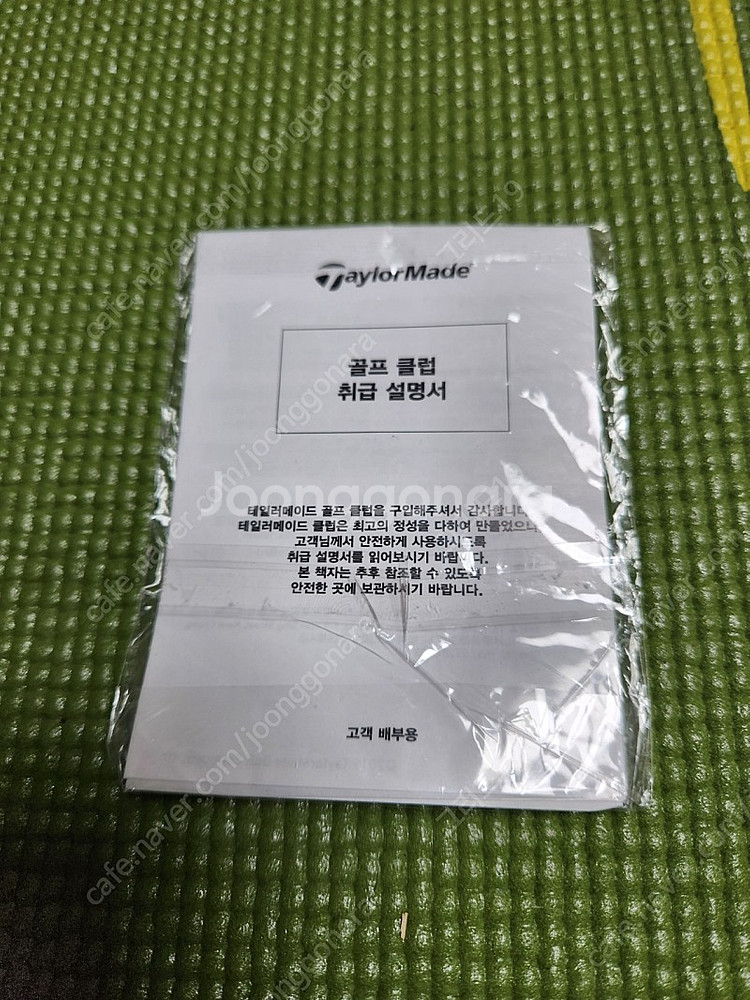 TaylorMade
골프 클럽
취급 설명서
Joonggonara
테일러메이드 골프 클럽을 구입해주셔서 감사합니다.
테일러메이드 클럽은 최고의 정성을 다하여 만들었으니
고객님께서 안전하게 사용하시도록
취급 설명서를 읽어보시기 바랍니다.
본 책자는 추후 참조할 수 있도록
안전한 곳에 보관하시기 바랍니다.
고객 배부용
cafe.naver.com/joonggonara